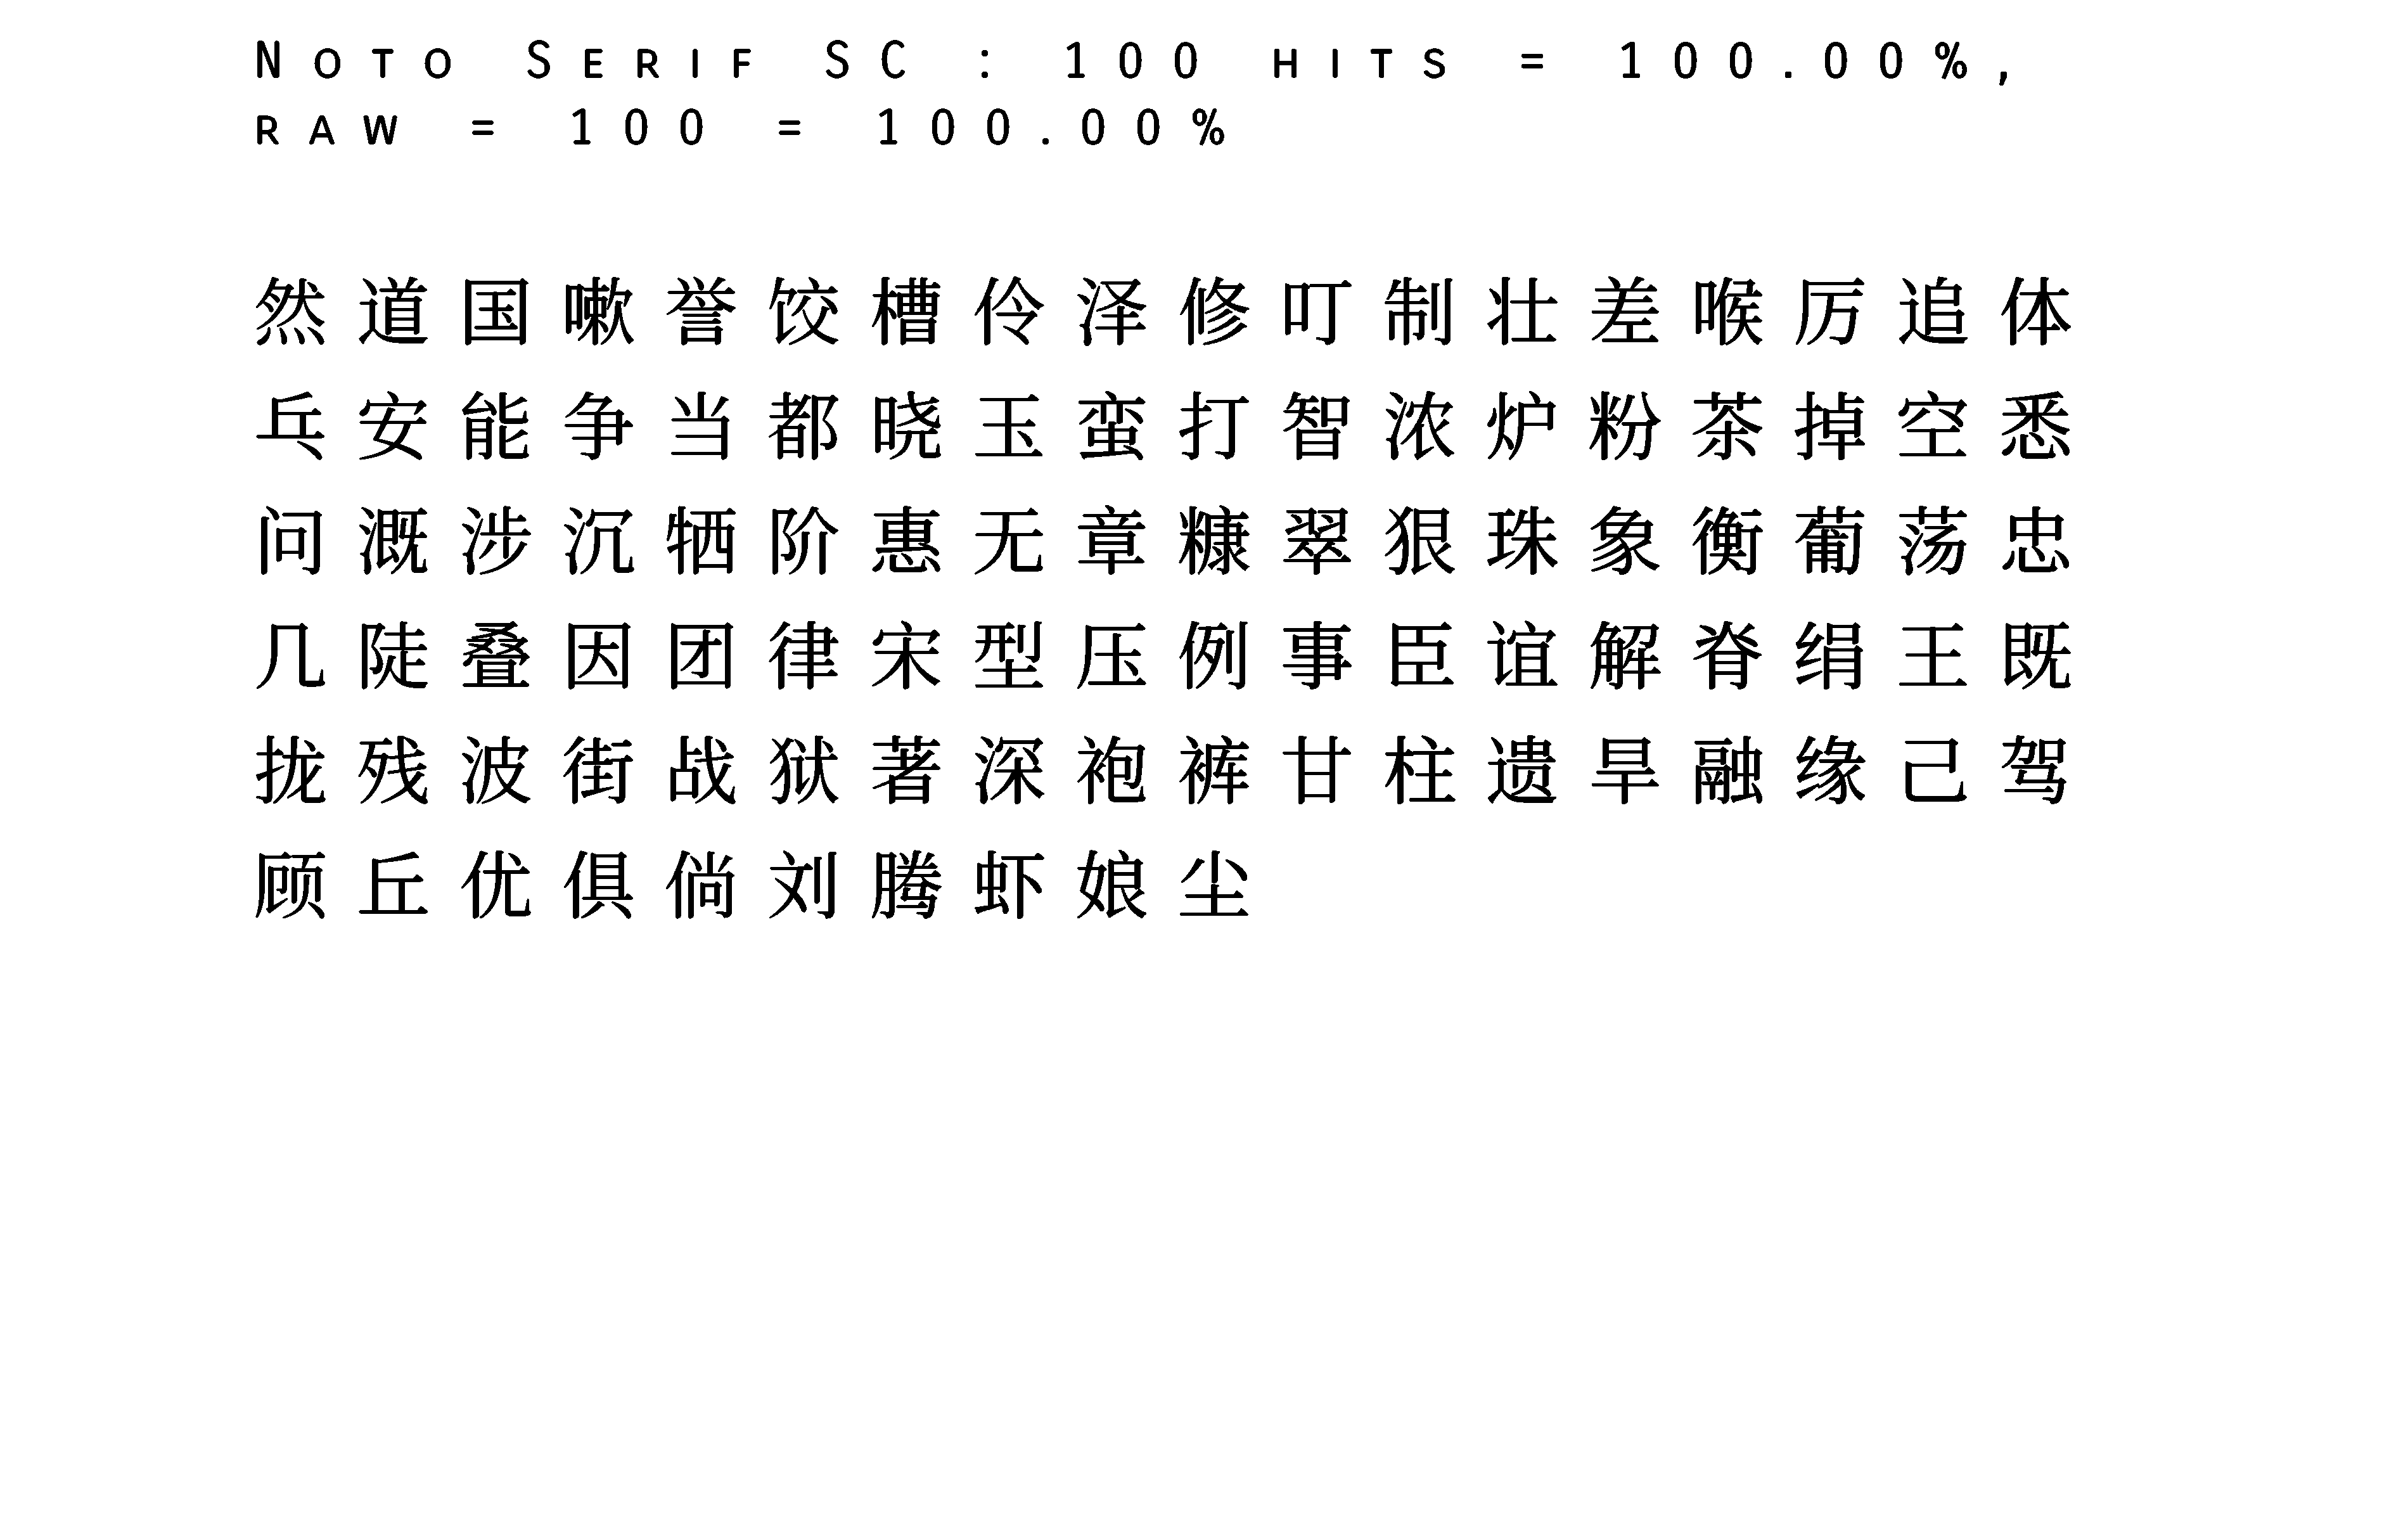 Noto Serif SC : 100 hits = 100.00%,
raw = 100 = 100.00%
然道国嗽誉饺槽伶泽修叮制壮差喉厉追体
乓安能争当都晓玉蛮打智浓炉粉茶掉空悉
问溉涉沉牺阶惠无章糠翠狠珠象衡葡荡忠
几陡叠因团律宋型压例事臣谊解脊绢王既
拢残波街战狱著深袍裤甘柱遗旱融缘己驾
顾丘优俱倘刘腾虾娘尘